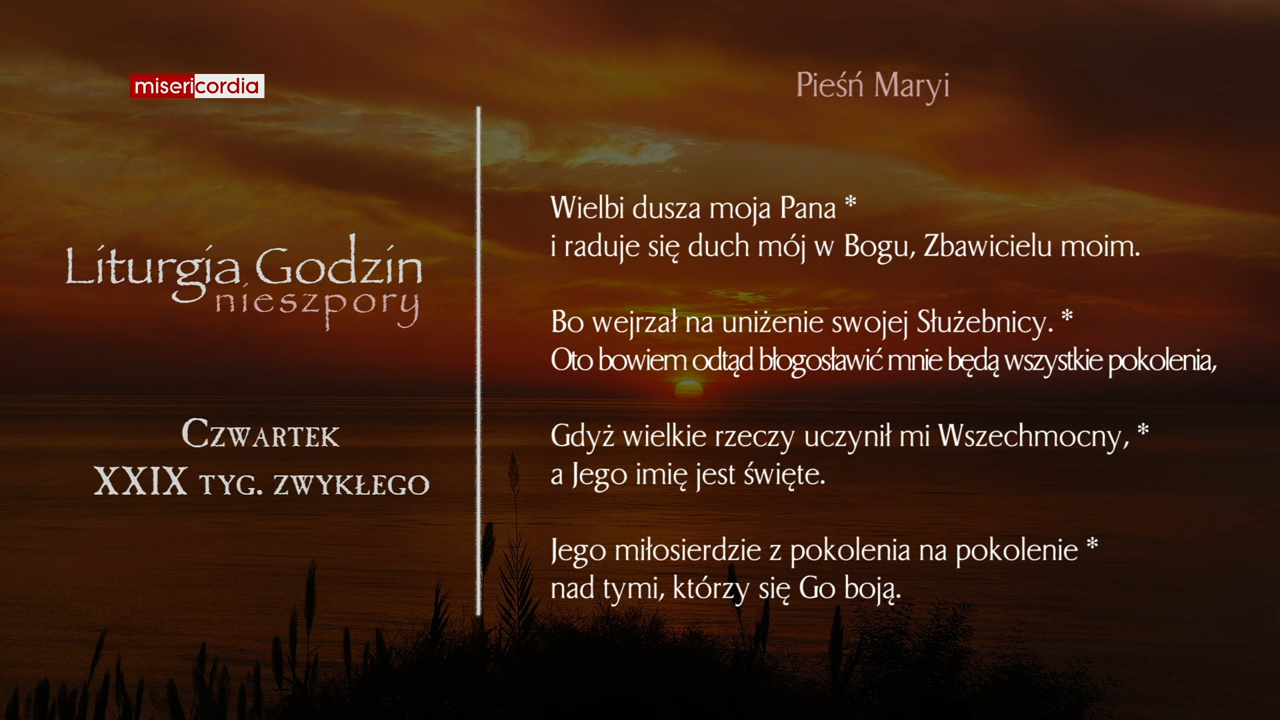 misericordia
Liturgia Godzin
nieszpory
Czwartek
XXIX tyg. zwykłego
Pieśń Maryi
Wielbi dusza moja Pana *
i raduje się duch mój w Bogu, Zbawicielu moim.
Bo wejrzał na uniżenie swojej Służebnicy. *
Oto bowiem odtąd błogosławić mnie będą wszystkie pokolenia,
Gdyż wielkie rzeczy uczynił mi Wszechmocny, *
a Jego imię jest święte.
Jego miłosierdzie z pokolenia na pokolenie *
nad tymi, którzy się Go boją.